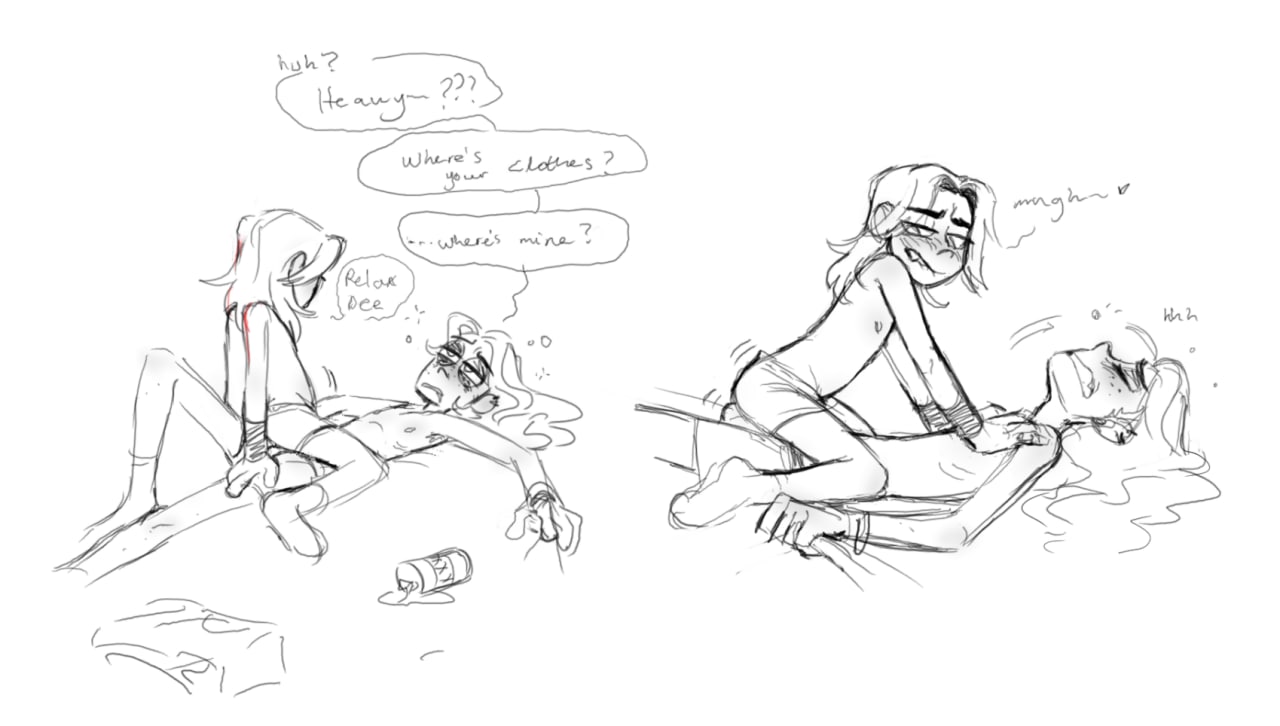 huh?
Heavy— ???
Where's
your clothes?
...where's mine?
Relax
Dee
mngh— ♥
hhh